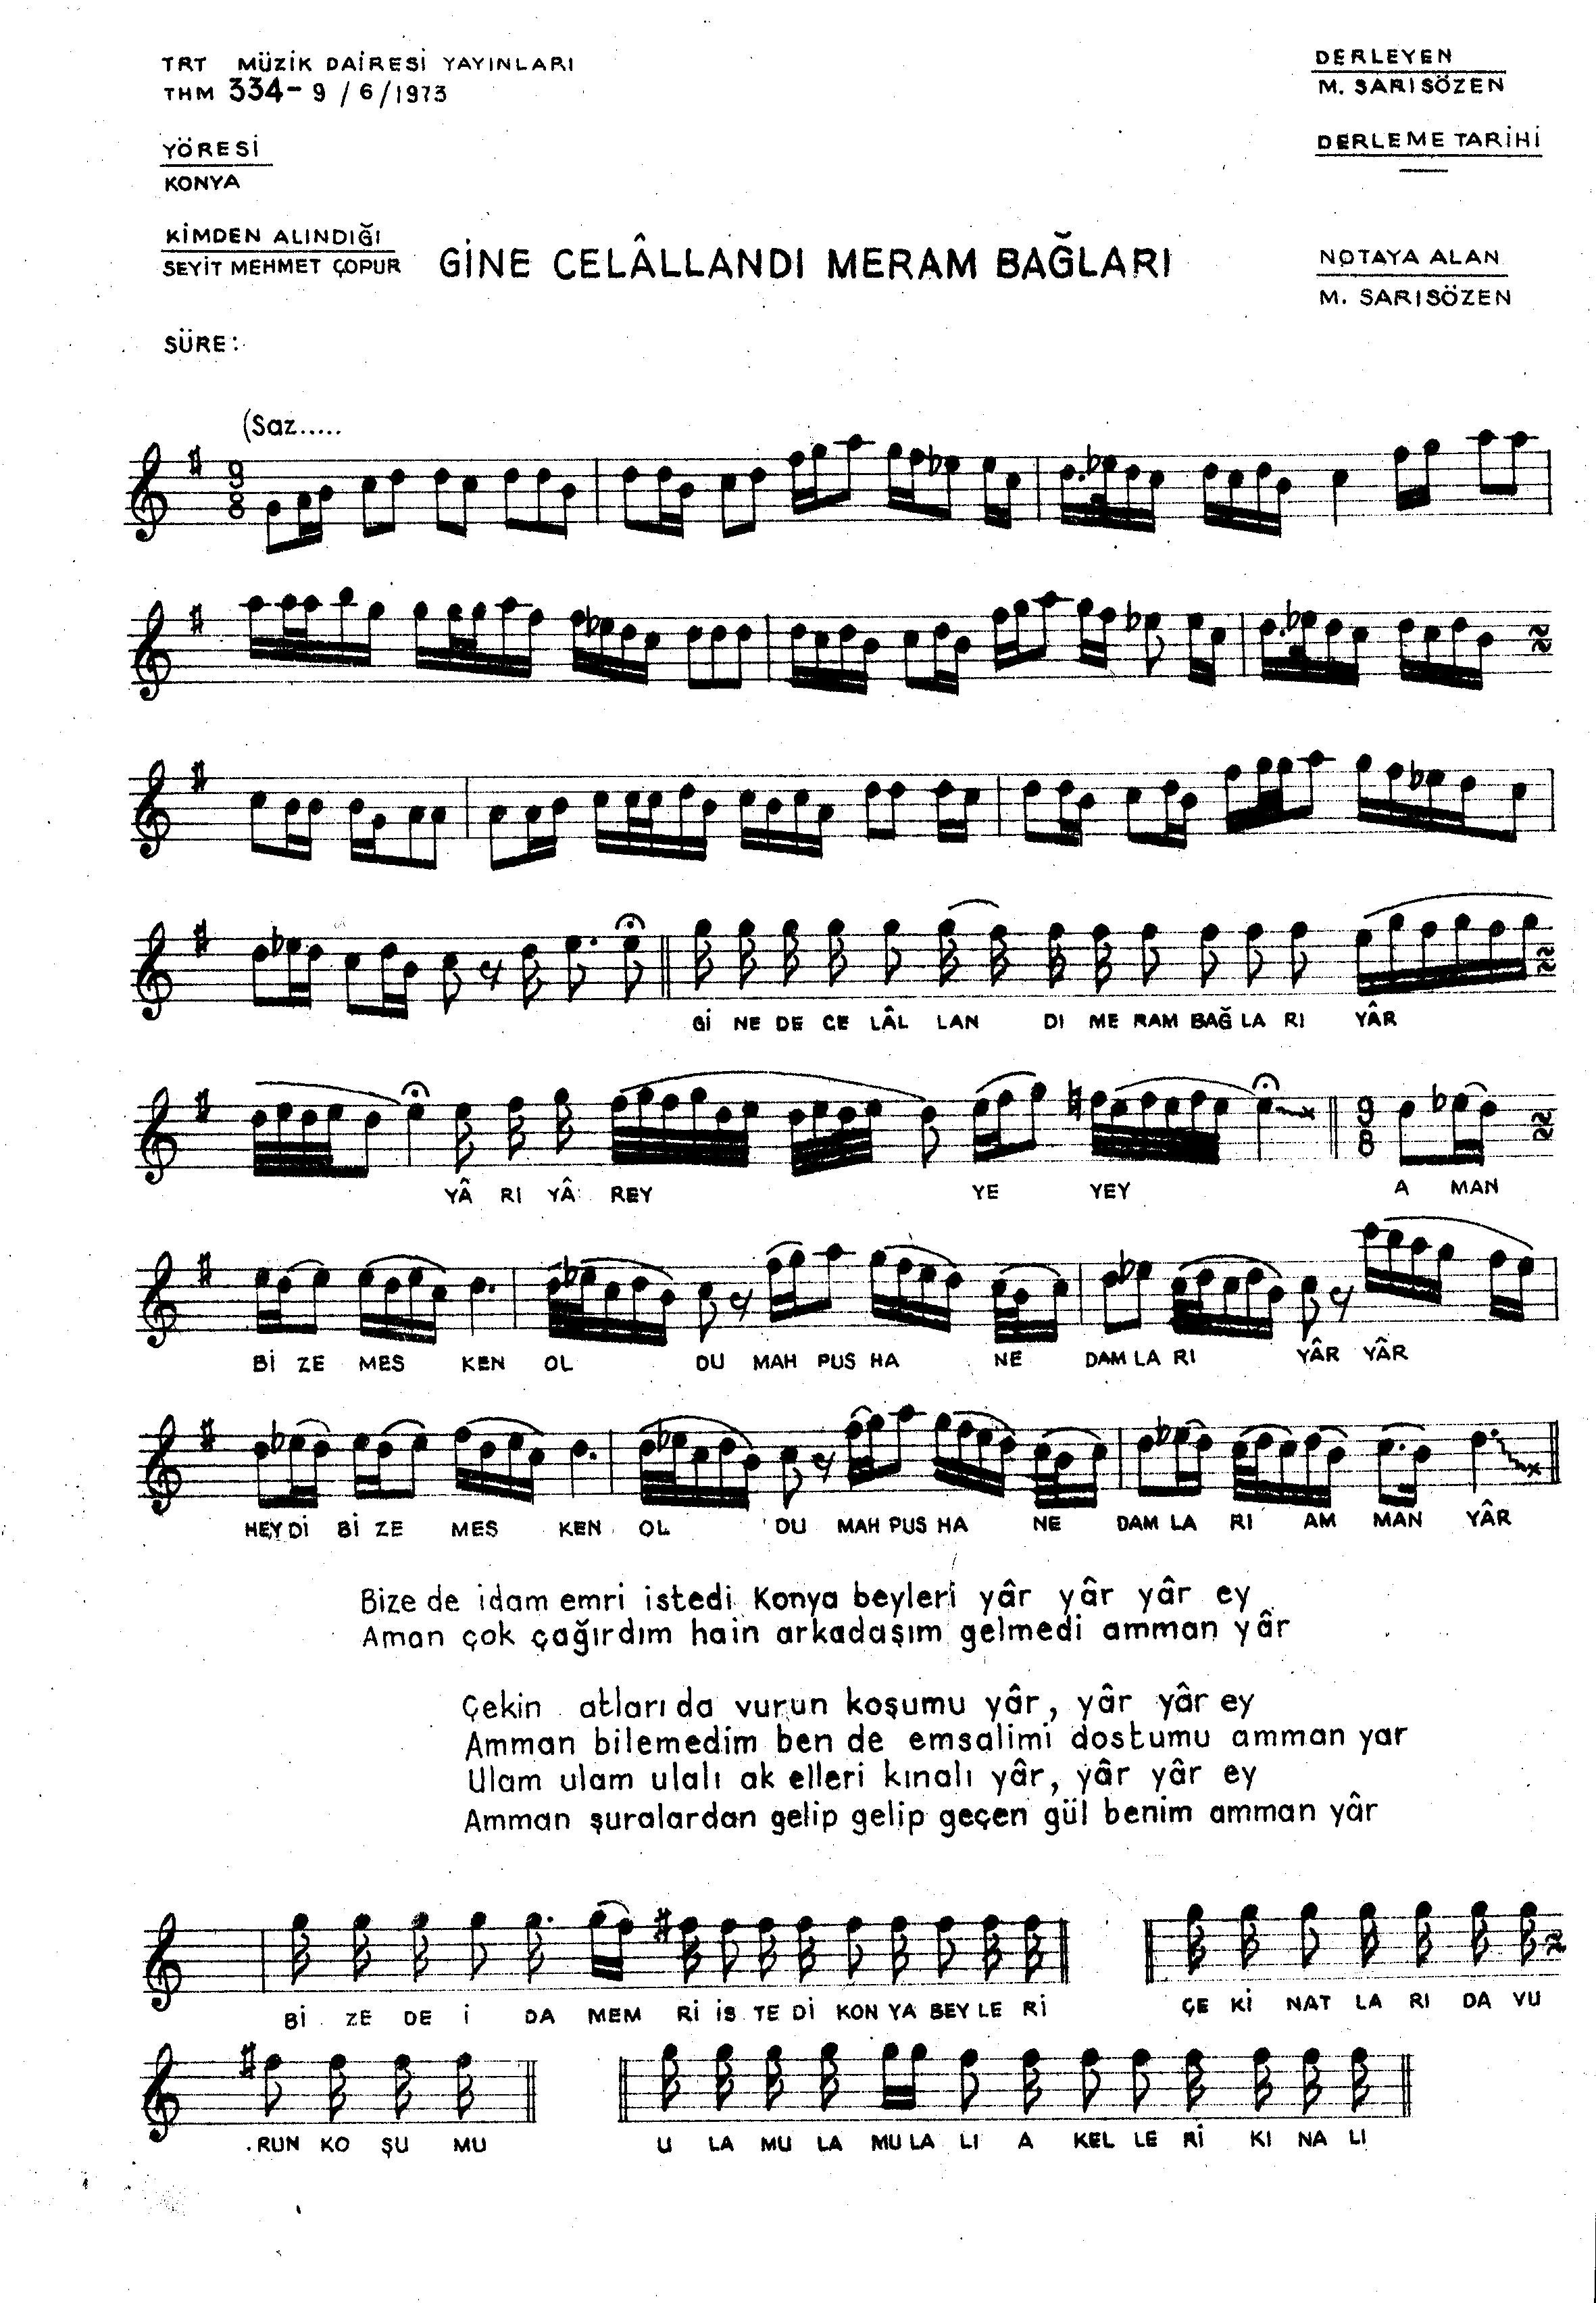 TRT MÜZİK DAİRESİ YAYINLARI
THM 334-9/6/1973
DERLEYEN
M. SARISÖZEN
YÖRESİ
KONYA
DERLEME TARİHİ
KİMDEN ALINDIĞI
SEYİT MEHMET ÇOPUR
GİNE CELÂLLANDI MERAM BAĞLARI
NOTAYA ALAN
M. SARISÖZEN
SÜRE:
(Saz.....
9
8
Gİ NE DE CE LÂL LAN DI ME RAM BAĞ LA RI YÂR
9
8
YÂ RI YÂ REY YE YEY A MAN
Bİ ZE MES KEN OL DU MAH PUS HA NE DAM LA RI YÂR YÂR
HEY Dİ Bİ ZE MES KEN OL DU MAH PUS HA NE DAM LA RI AM MAN YÂR
Bize de idam emri istedi Konya beyleri yâr yâr yâr ey
Aman çok çağırdım hain arkadaşım gelmedi amman yâr
Çekin atları da vurun koşumu yâr, yâr yâr ey
Amman bilemedim ben de emsalimi dostumu amman yar
Ulam ulam ulalı ak elleri kınalı yâr, yâr yâr ey
Amman şuralardan gelip gelip geçen gül benim amman yâr
Bİ ZE DE İ DA MEM Rİ İS TE Dİ KON YA BEY LE Rİ ÇE Kİ NAT LA RI DA VU
RUN KO ŞU MU U LA MU LA MU LA LI A KEL LE Rİ KI NA LI